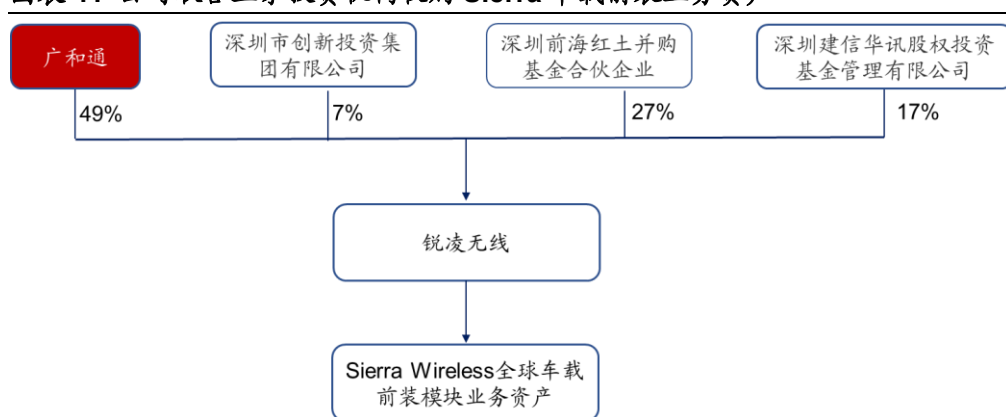 广和通
深圳市创新投资集
团有限公司
深圳前海红土并购
基金合伙企业
深圳建信华讯股权投资
基金管理有限公司
49%
7%
27%
17%
锐凌无线
Sierra Wireless全球车载
前装模块业务资产